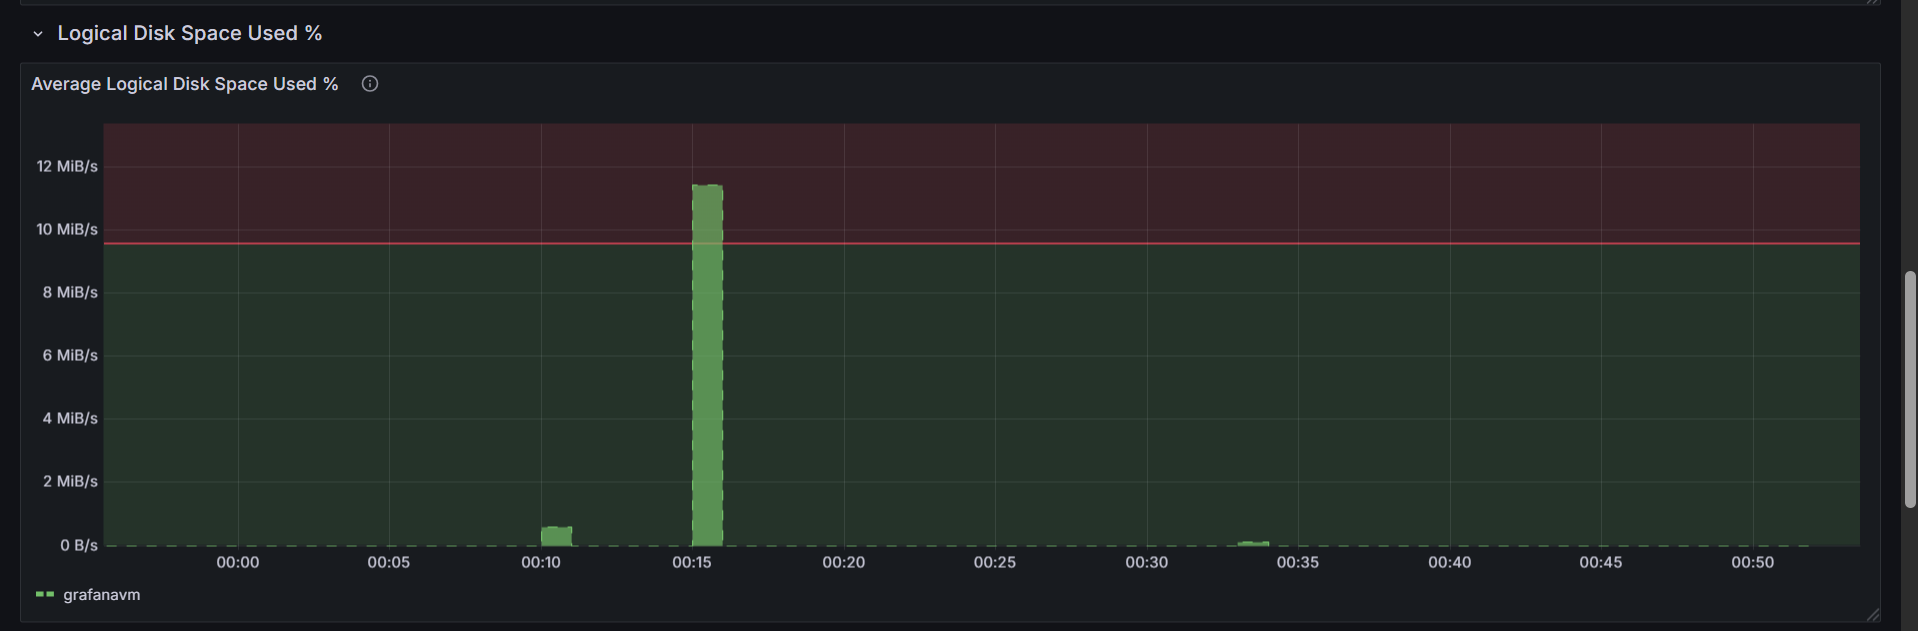 Logical Disk Space Used %
Average Logical Disk Space Used %
12 MiB/s
10 MiB/s
8 MiB/s
6 MiB/s
4 MiB/s
2 MiB/s
0 B/s
00:00 00:05 00:10 00:15 00:20 00:25 00:30 00:35 00:40 00:45 00:50
grafanavm